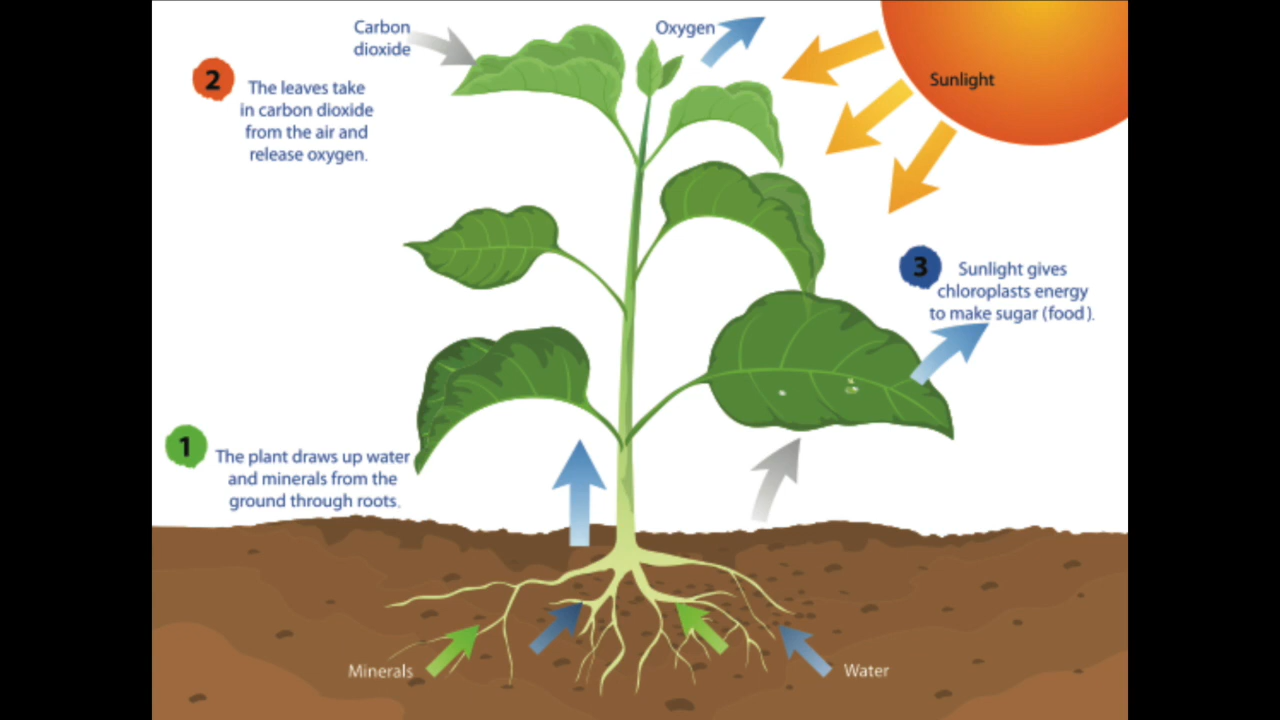 Carbon
dioxide
Oxygen
Sunlight
2
The leaves take
in carbon dioxide
from the air and
release oxygen.
3
Sunlight gives
chloroplasts energy
to make sugar (food).
1
The plant draws up water
and minerals from the
ground through roots.
Minerals
Water